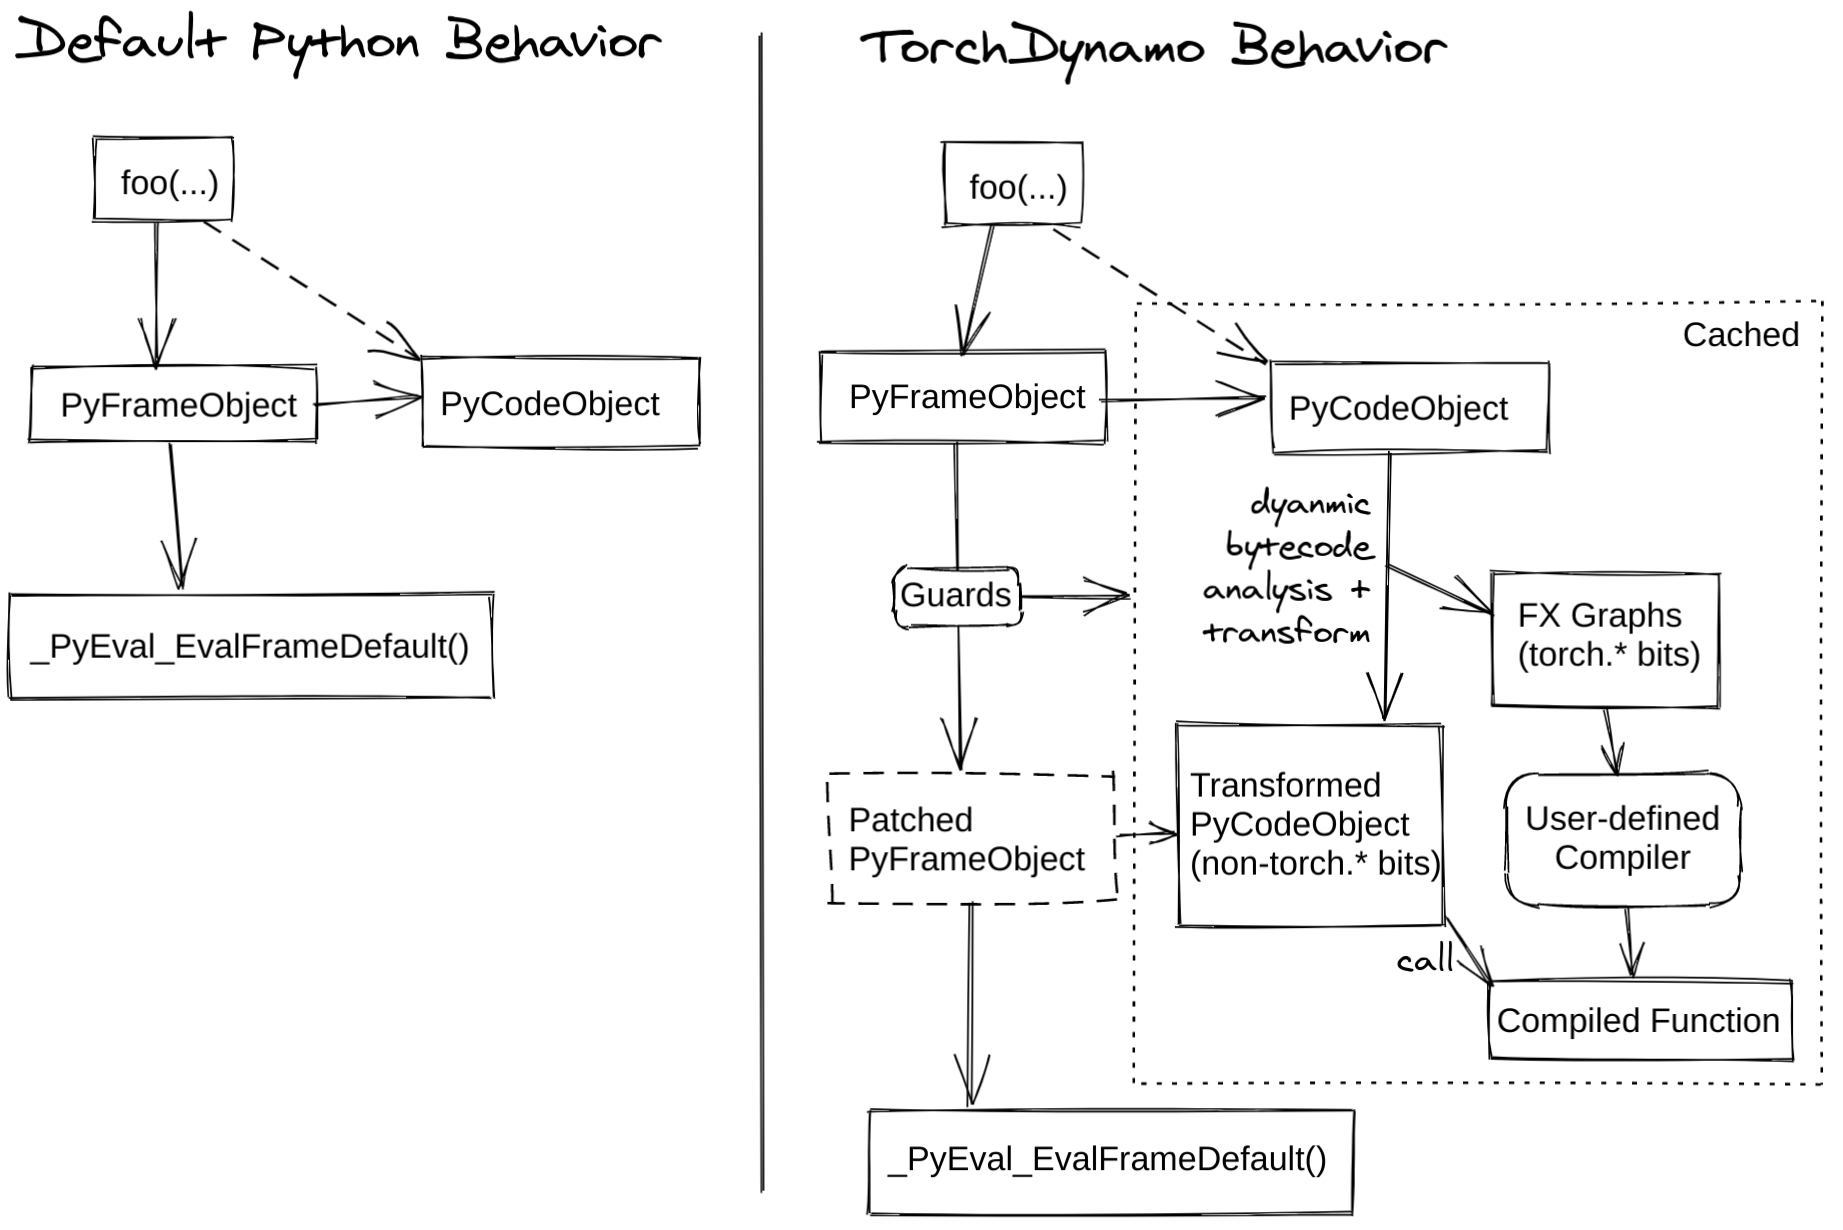 Default Python Behavior
foo(...)
PyFrameObject
PyCodeObject
_PyEval_EvalFrameDefault()
TorchDynamo Behavior
foo(...)
Cached
PyFrameObject
PyCodeObject
dyanmic
bytecode
analysis +
transform
Guards
FX Graphs
(torch.* bits)
Patched
PyFrameObject
Transformed
PyCodeObject
(non-torch.* bits)
User-defined
Compiler
call
Compiled Function
_PyEval_EvalFrameDefault()